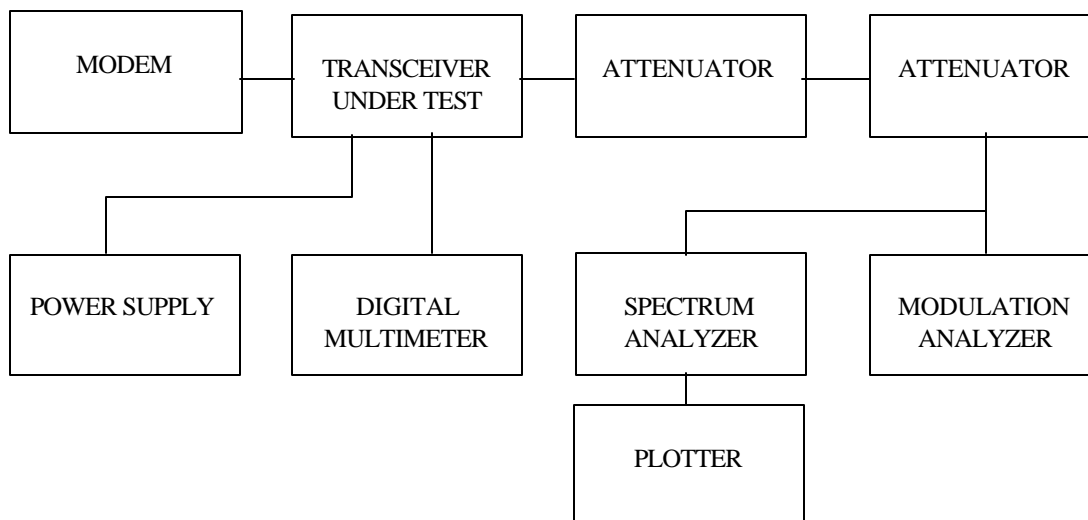 MODEM
TRANSCEIVER
UNDER TEST
ATTENUATOR
ATTENUATOR
POWER SUPPLY
DIGITAL
MULTIMETER
SPECTRUM
ANALYZER
MODULATION
ANALYZER
PLOTTER